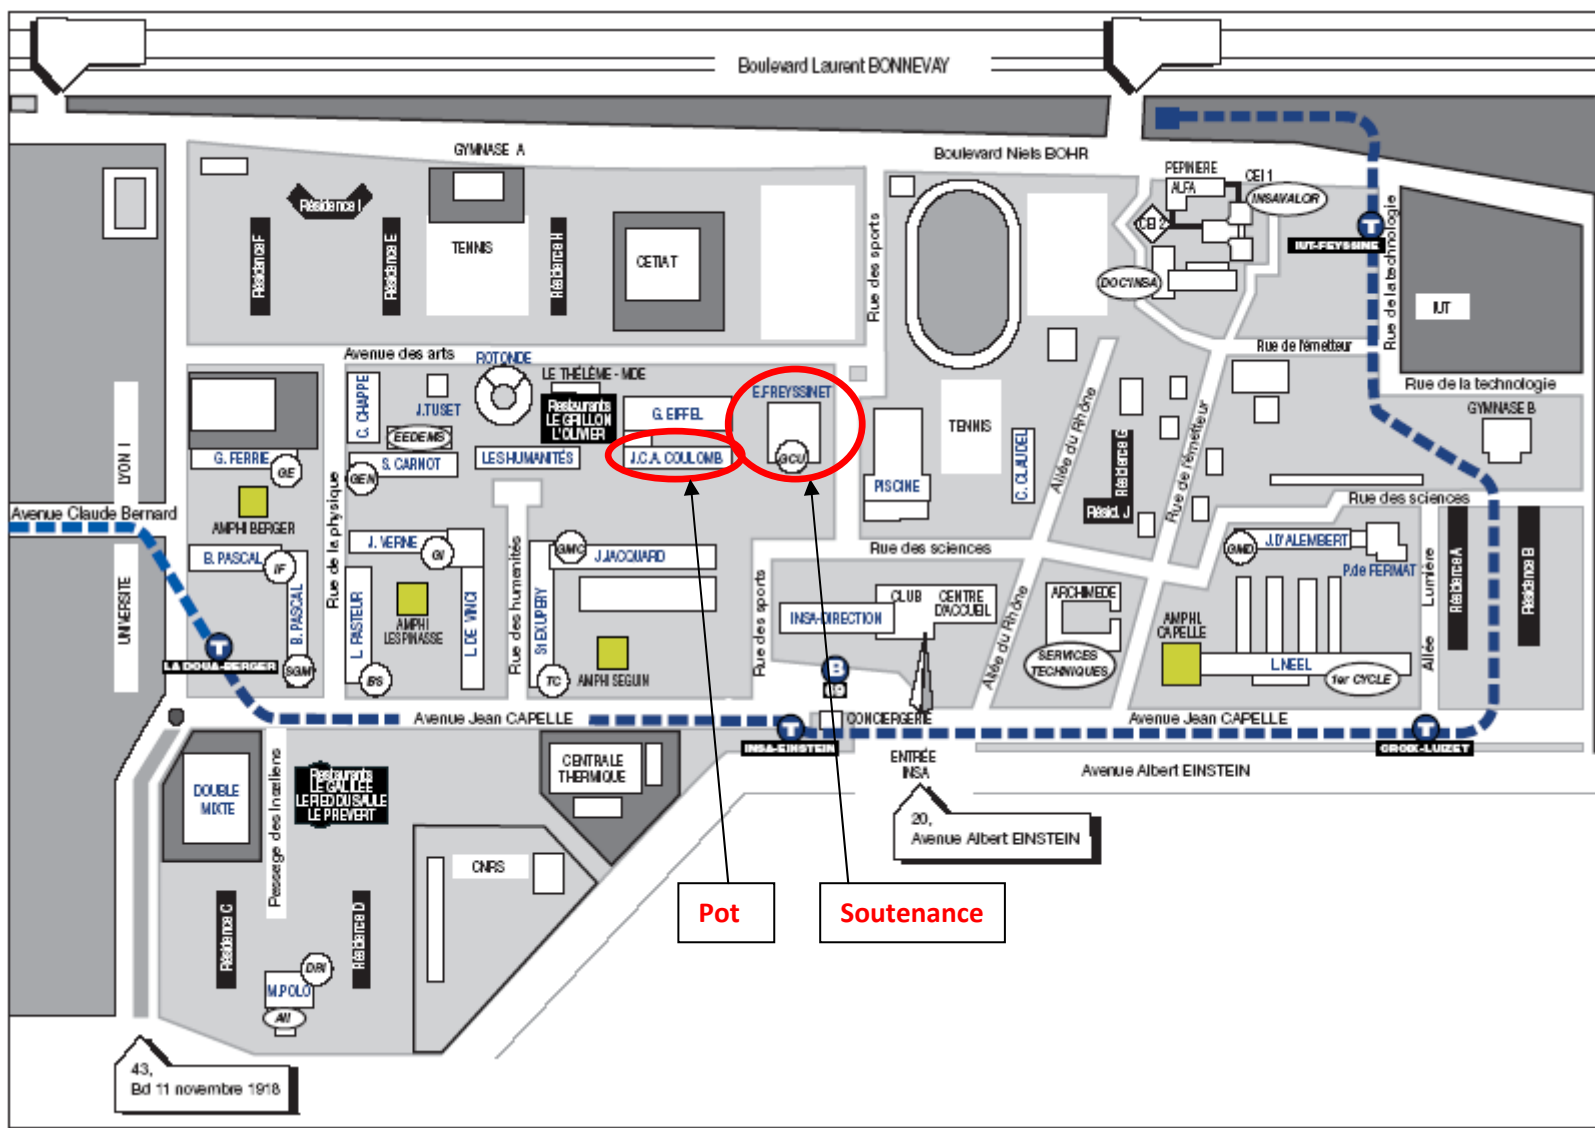 Boulevard Laurent BONNEVAY
GYMNASE A
Boulevard Niels BOHR
PEPINIERE
ALFA
CEI 1
INSAVALOR
CEI 2
DOC'INSA
Résidence I
Résidence F
Résidence E
Résidence H
TENNIS
CETIAT
Rue des sports
T
IUT-FEYSSINE
Rue de la technologie
IUT
Avenue des arts
ROTONDE
LE THÉLÈME - MDE
Rue de l'émetteur
Rue de la technologie
GYMNASE B
C. CHAPPE
J.TUSET
EEDEMS
Restaurants
LE GRILLON
L'OLIVIER
G. EIFFEL
E.FREYSSINET
GCU
J.C.A. COULOMB
LES HUMANITÉS
S. CARNOT
GEN
G. FERRIE
GE
AMPHI BERGER
LYON I
UNIVERSITE
Avenue Claude Bernard
Rue de la physique
TENNIS
PISCINE
C. CLAUDEL
Allée du Rhône
Résidence G
Résid. J
Rue de l'émetteur
Rue des sciences
B. PASCAL
IF
B. PASCAL
SGM
J. VERNE
GI
L. PASTEUR
AMPHI
LESPINASSE
L. DE VINCI
BS
Rue des humanités
GMC
J.JACQUARD
St EXUPERY
TC
AMPHI SEGUIN
Rue des sports
Rue des sciences
INSA-DIRECTION
CLUB
CENTRE
D'ACCUEIL
Allée du Rhône
ARCHIMEDE
SERVICES
TECHNIQUES
GMD
J.D'ALEMBERT
P.de FERMAT
AMPHI.
CAPELLE
L.NEEL
1er CYCLE
Allée Lumière
Résidence A
Résidence B
T
LA DOUA-BERGER
B
Avenue Jean CAPELLE
T
INSA-EINSTEIN
CONCIERGERIE
Avenue Jean CAPELLE
T
CROIX-LUIZET
ENTRÉE
INSA
Avenue Albert EINSTEIN
20,
Avenue Albert EINSTEIN
DOUBLE
MIXTE
Passage des Inséliens
Restaurants
LE GALILÉE
LE PIED DU SAULE
LE PREVERT
CENTRALE
THERMIQUE
CNRS
Pot
Soutenance
Résidence C
Résidence D
DRI
M.POLO
AII
43,
Bd 11 novembre 1918